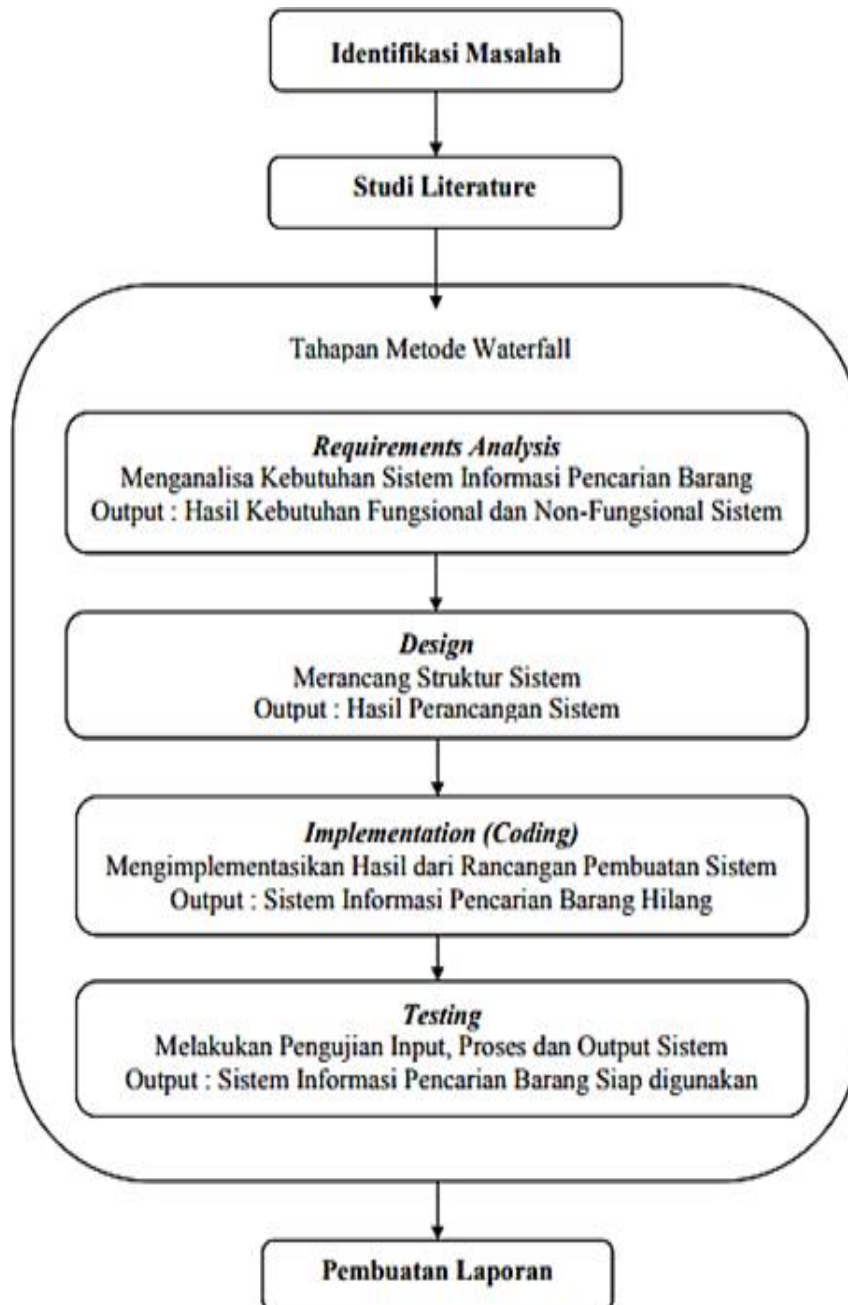 Identifikasi Masalah
Studi Literature
Tahapan Metode Waterfall
Requirements Analysis
Menganalisa Kebutuhan Sistem Informasi Pencarian Barang
Output : Hasil Kebutuhan Fungsional dan Non-Fungsional Sistem
Design
Merancang Struktur Sistem
Output : Hasil Perancangan Sistem
Implementation (Coding)
Mengimplementasikan Hasil dari Rancangan Pembuatan Sistem
Output : Sistem Informasi Pencarian Barang Hilang
Testing
Melakukan Pengujian Input, Proses dan Output Sistem
Output : Sistem Informasi Pencarian Barang Siap digunakan
Pembuatan Laporan